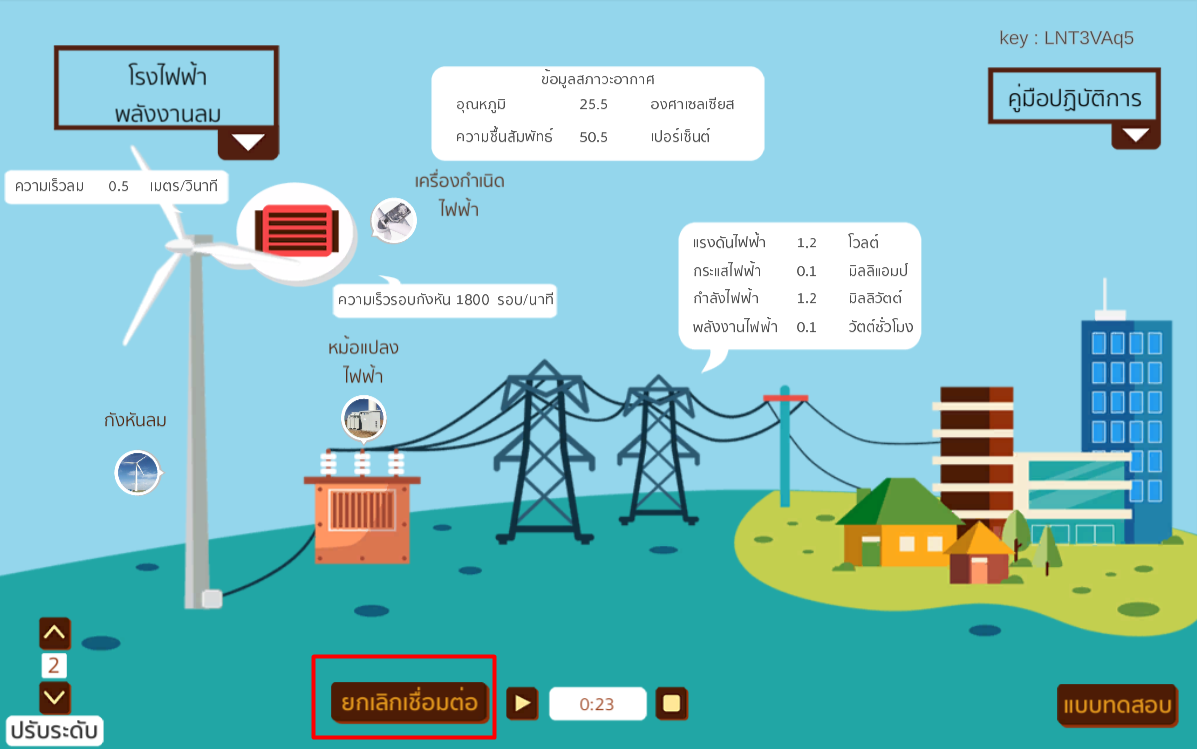 key : LNT3VAq5
โรงไฟฟ้า
พลังงานลม
ข้อมูลสภาวะอากาศ
อุณหภูมิ 25.5 องศาเซลเซียส
ความชื้นสัมพัทธ์ 50.5 เปอร์เซ็นต์
คู่มือปฏิบัติการ
ความเร็วลม 0.5 เมตร/วินาที
เครื่องกำเนิด
ไฟฟ้า
แรงดันไฟฟ้า 1.2 โวลต์
กระแสไฟฟ้า 0.1 มิลลิแอมป์
กำลังไฟฟ้า 1.2 มิลลิวัตต์
พลังงานไฟฟ้า 0.1 วัตต์ชั่วโมง
ความเร็วรอบกังหัน 1800 รอบ/นาที
หม้อแปลง
ไฟฟ้า
กังหันลม
2
ปรับระดับ
ยกเลิกเชื่อมต่อ
0:23
แบบทดสอบ